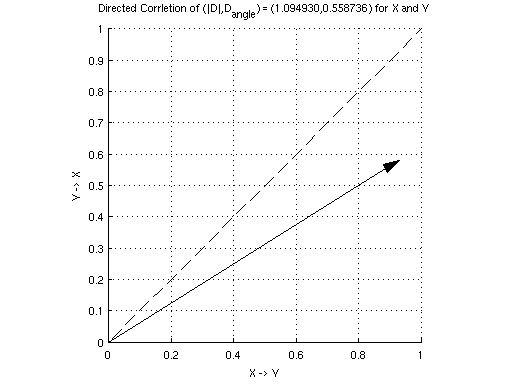 Directed Corrletion of (|D|,D_angle) = (1.094930,0.558736) for X and Y
1
0.9
0.8
0.7
0.6
0.5
0.4
0.3
0.2
0.1
0
Y -> X
0 0.2 0.4 0.6 0.8 1
X -> Y